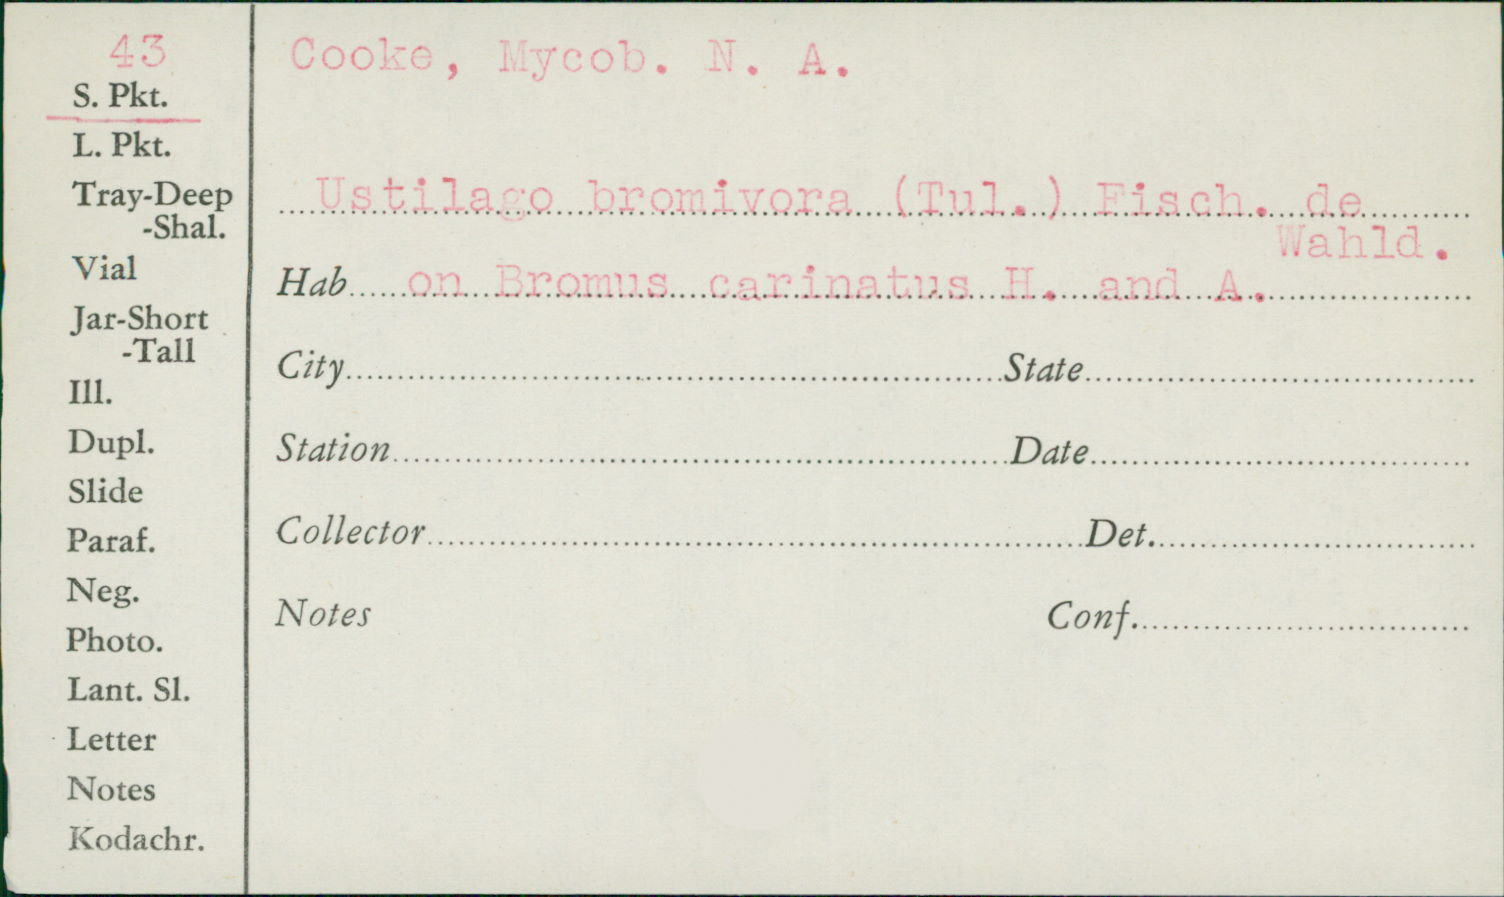 43
S. Pkt.
L. Pkt.
Tray-Deep
-Shal.
Vial
Jar-Short
-Tall
Ill.
Dupl.
Slide
Paraf.
Neg.
Photo.
Lant. Sl.
Letter
Notes
Kodachr.
Cooke, Mycob. N. A.
Ustilago bromivora (Tul.) Fisch. de
Wahld.
Hab on Bromus carinatus H. and A.
City State
Station Date
Collector Det.
Notes Conf.